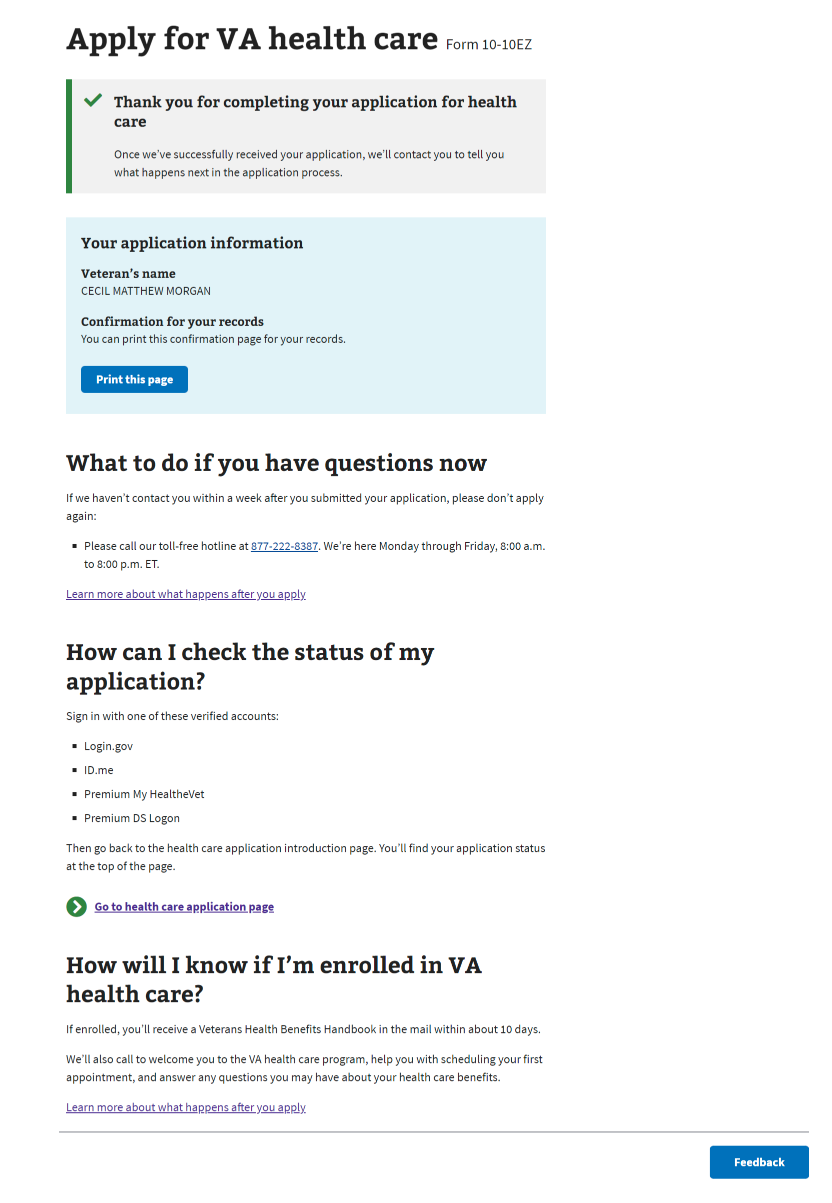 Apply for VA health care Form 10-10EZ
Thank you for completing your application for health
care
Once we've successfully received your application, we'll contact you to tell you
what happens next in the application process.
Your application information
Veteran's name
CECIL MATTHEW MORGAN
Confirmation for your records
You can print this confirmation page for your records.
Print this page
What to do if you have questions now
If we haven't contact you within a week after you submitted your application, please don't apply
again:
▪ Please call our toll-free hotline at 877-222-8387. We're here Monday through Friday, 8:00 a.m.
to 8:00 p.m. ET.
Learn more about what happens after you apply
How can I check the status of my
application?
Sign in with one of these verified accounts:
▪ Login.gov
▪ ID.me
▪ Premium My HealtheVet
▪ Premium DS Logon
Then go back to the health care application introduction page. You'll find your application status
at the top of the page.
Go to health care application page
How will I know if I'm enrolled in VA
health care?
If enrolled, you'll receive a Veterans Health Benefits Handbook in the mail within about 10 days.
We'll also call to welcome you to the VA health care program, help you with scheduling your first
appointment, and answer any questions you may have about your health care benefits.
Learn more about what happens after you apply
Feedback